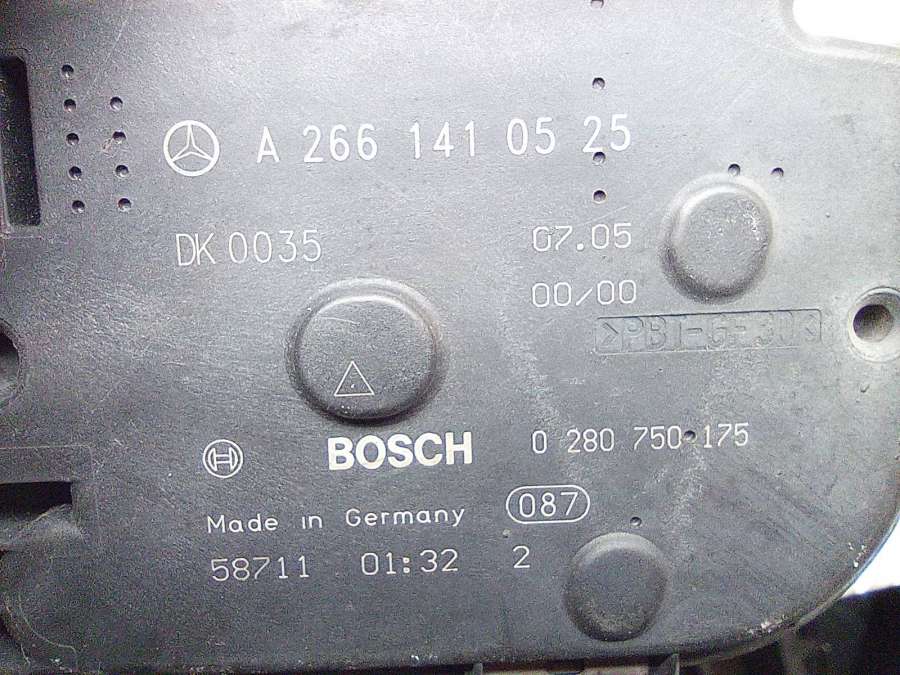 A 266 141 05 25
DK 0035
07.05
00/00
>PBT-G-30<
BOSCH 0 280 750 175
Made in Germany 087
58711 01:32 2